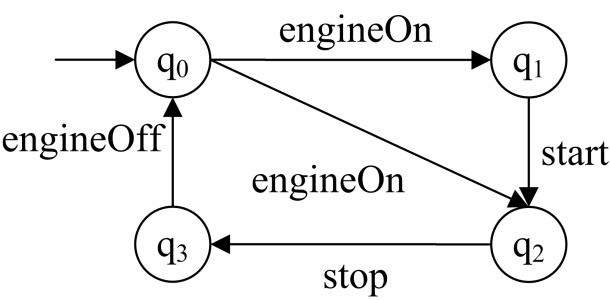 engineOn
q0
q1
engineOff
start
engineOn
q3
q2
stop